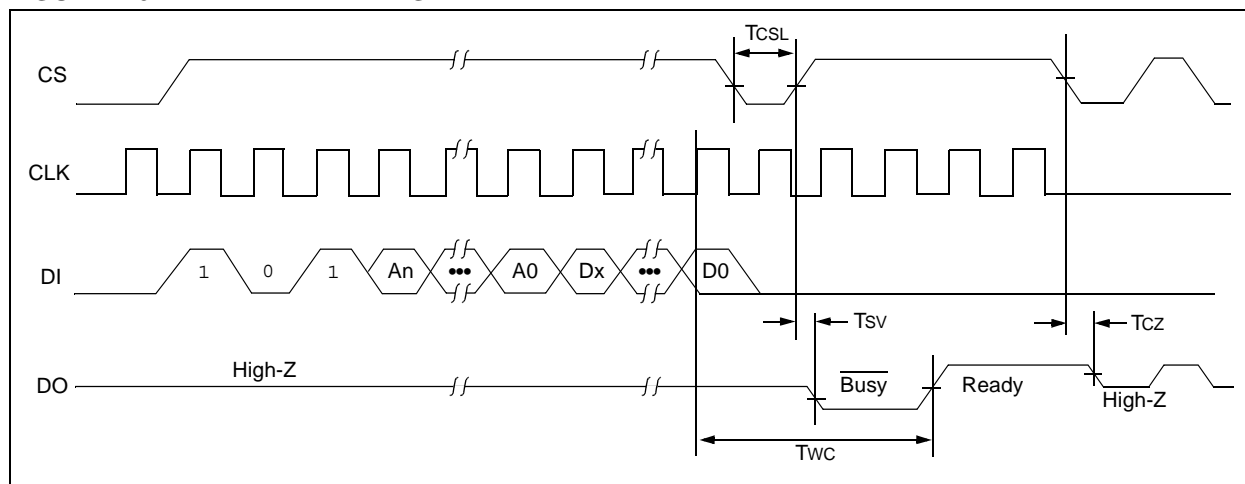 TCSL
CS
CLK
DI
1 0 1 An ••• A0 Dx ••• D0
TSV
TCZ
DO
High-Z
Busy
Ready
High-Z
TWC